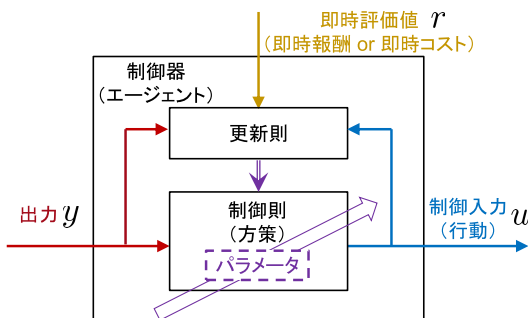 即時評価値 r
（即時報酬 or 即時コスト）
制御器
（エージェント）
更新則
出力 y
制御則
（方策）
パラメータ
制御入力 u
（行動）